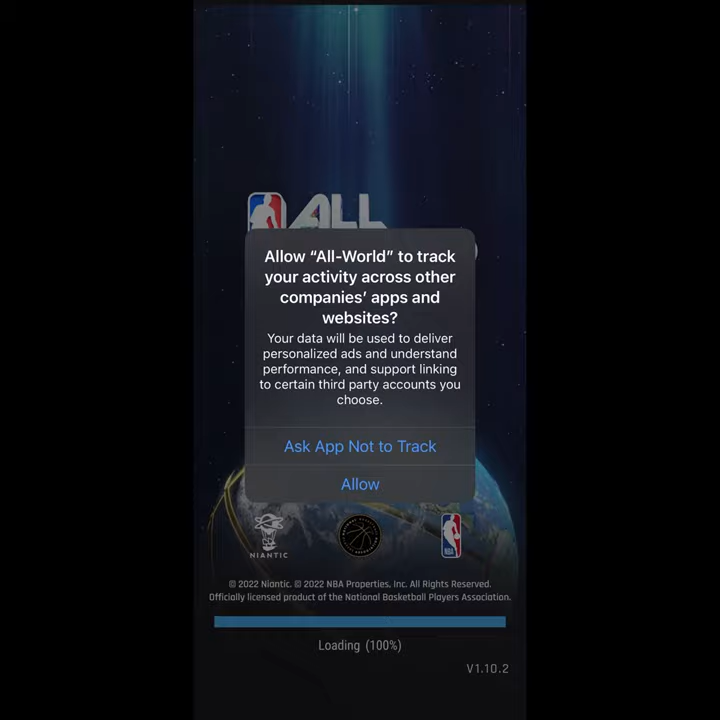 ALL
Allow “All-World” to track
your activity across other
companies’ apps and
websites?
Your data will be used to deliver
personalized ads and understand
performance, and support linking
to certain third party accounts you
choose.
Ask App Not to Track
Allow
NIANTIC
NBA
© 2022 Niantic. © 2022 NBA Properties, Inc. All Rights Reserved.
Officially licensed product of the National Basketball Players Association.
Loading (100%)
V1.10.2